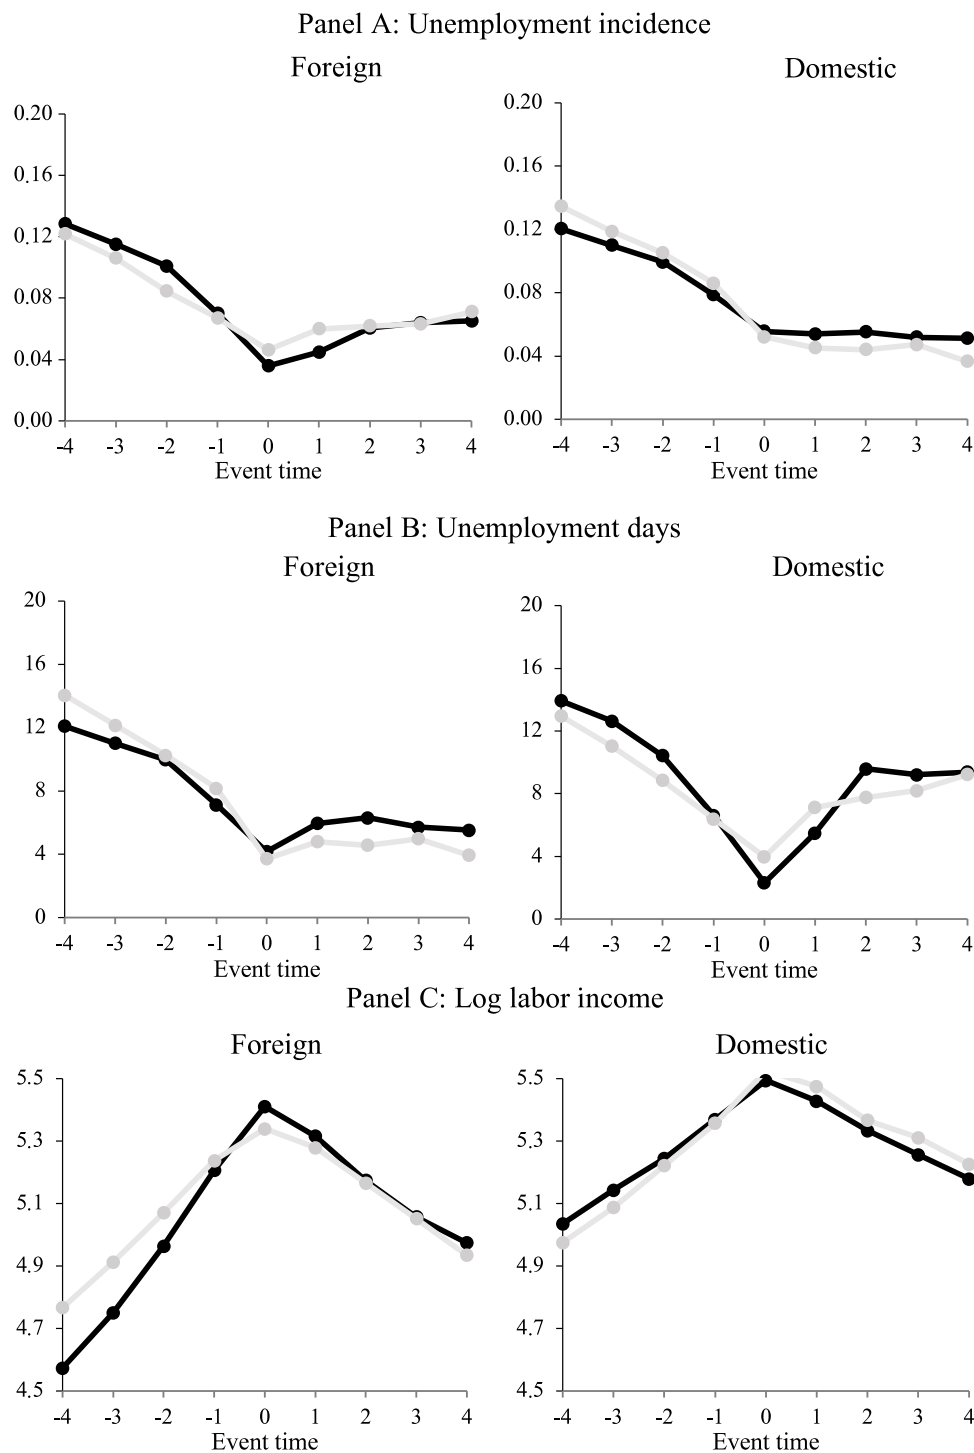 Panel A: Unemployment incidence
Foreign
Domestic
0.20
0.16
0.12
0.08
0.04
0.00
-4 -3 -2 -1 0 1 2 3 4
Event time
0.20
0.16
0.12
0.08
0.04
0.00
-4 -3 -2 -1 0 1 2 3 4
Event time
Panel B: Unemployment days
Foreign
Domestic
20
16
12
8
4
0
-4 -3 -2 -1 0 1 2 3 4
Event time
20
16
12
8
4
0
-4 -3 -2 -1 0 1 2 3 4
Event time
Panel C: Log labor income
Foreign
Domestic
5.5
5.3
5.1
4.9
4.7
4.5
-4 -3 -2 -1 0 1 2 3 4
Event time
5.5
5.3
5.1
4.9
4.7
4.5
-4 -3 -2 -1 0 1 2 3 4
Event time